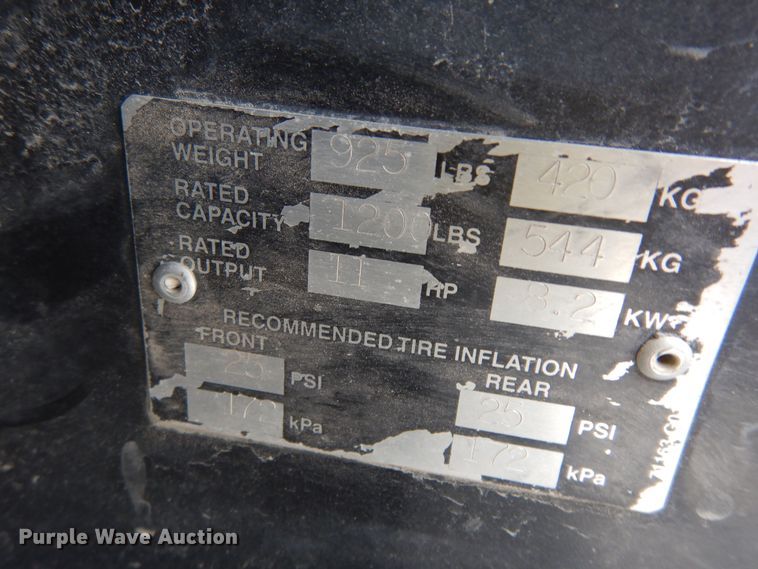 OPERATING WEIGHT 925 LBS 420 KG
RATED CAPACITY 1200 LBS 544 KG
RATED OUTPUT 11 HP 8.2 KW
RECOMMENDED TIRE INFLATION
FRONT REAR
25 PSI 25 PSI
172 kPa 172 kPa
Purple Wave Auction